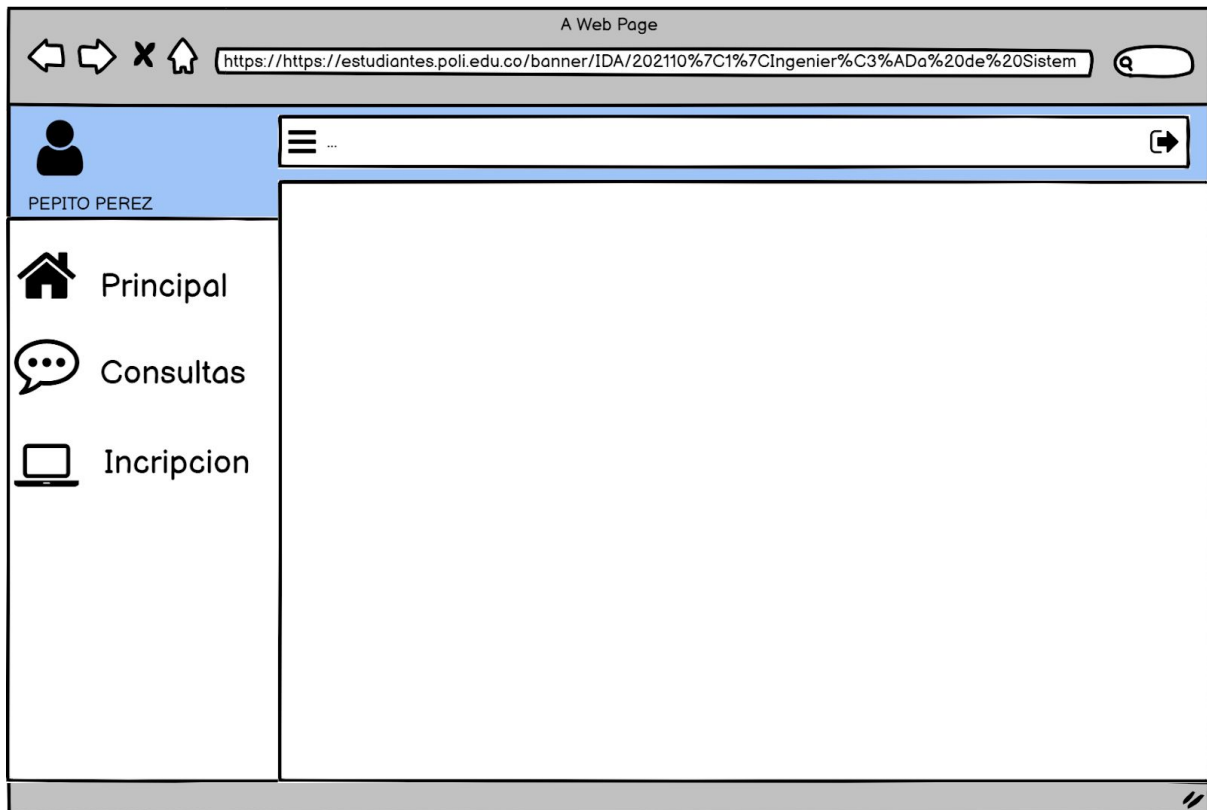 A Web Page
https://https://estudiantes.poli.edu.co/banner/IDA/202110%7C1%7CIngenier%C3%ADa%20de%20Sistem
...
PEPITO PEREZ
Principal
Consultas
Incripcion